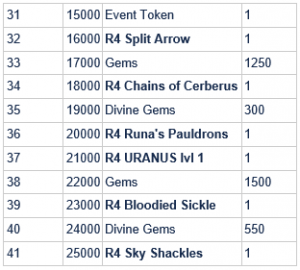 31 15000 Event Token 1
32 16000 R4 Split Arrow 1
33 17000 Gems 1250
34 18000 R4 Chains of Cerberus 1
35 19000 Divine Gems 300
36 20000 R4 Runa's Pauldrons 1
37 21000 R4 URANUS lvl 1 1
38 22000 Gems 1500
39 23000 R4 Bloodied Sickle 1
40 24000 Divine Gems 550
41 25000 R4 Sky Shackles 1